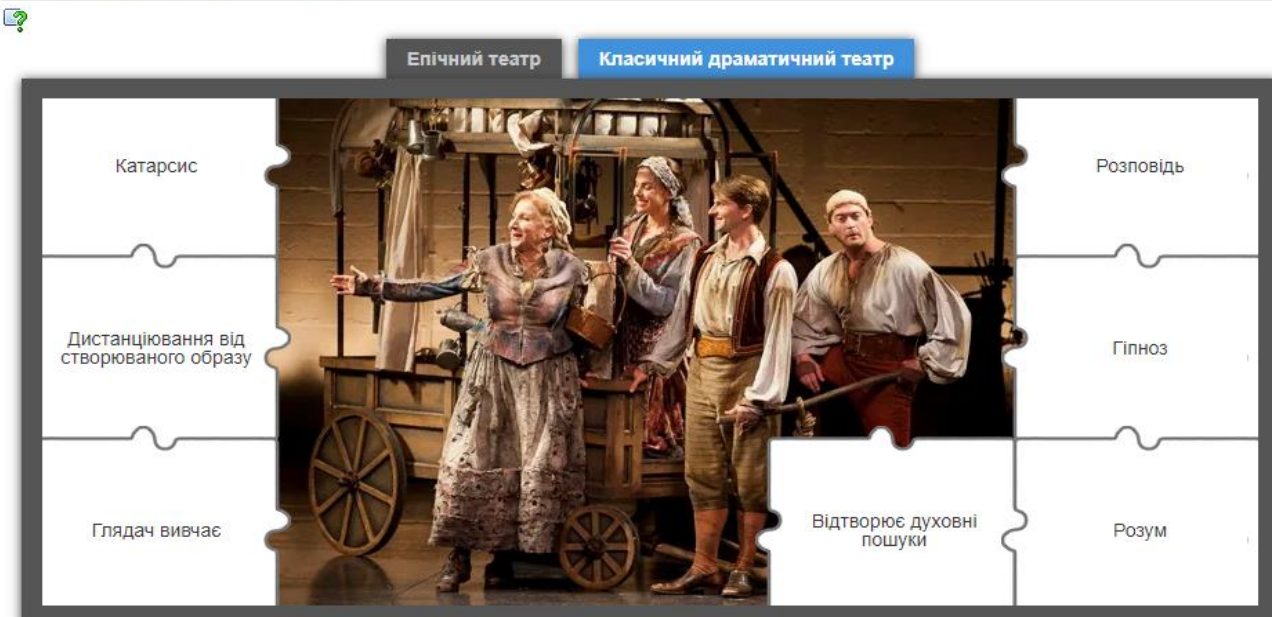 Епічний театр
Класичний драматичний театр
Катарсис
Розповідь
Дистанціювання від
створюваного образу
Гіпноз
Глядач вивчає
Відтворює духовні
пошуки
Розум